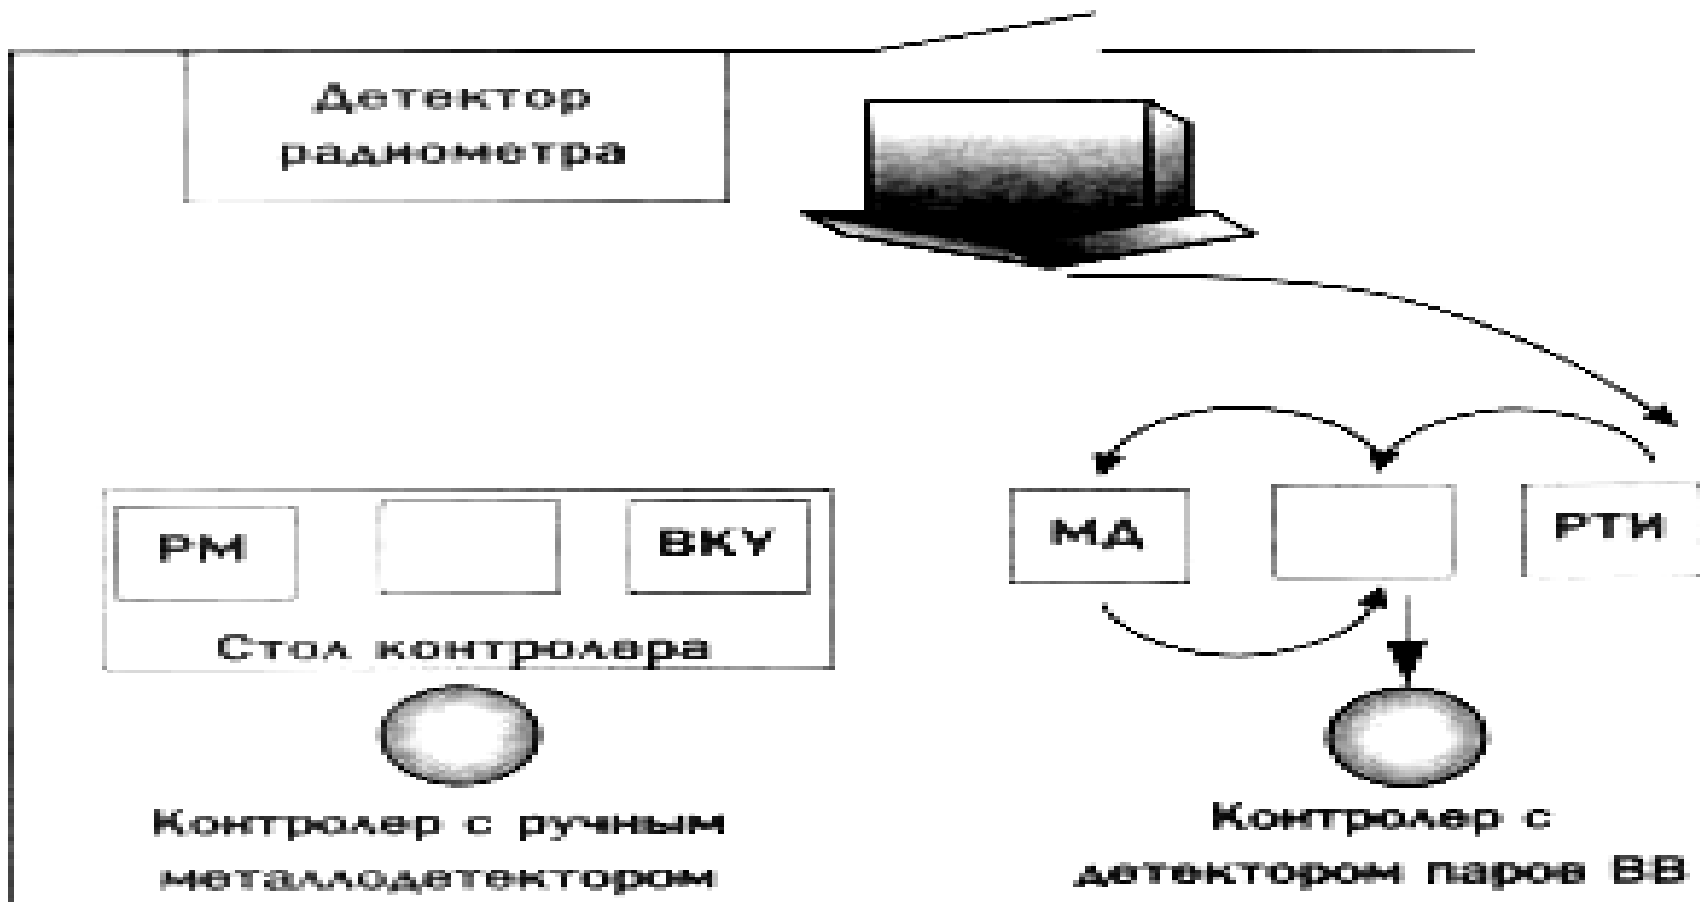 Детектор
радиометра
РМ
ВКУ
Стол контролера
МД
РТИ
Контролер с ручным
металлодетектором
Контролер с
детектором паров ВВ